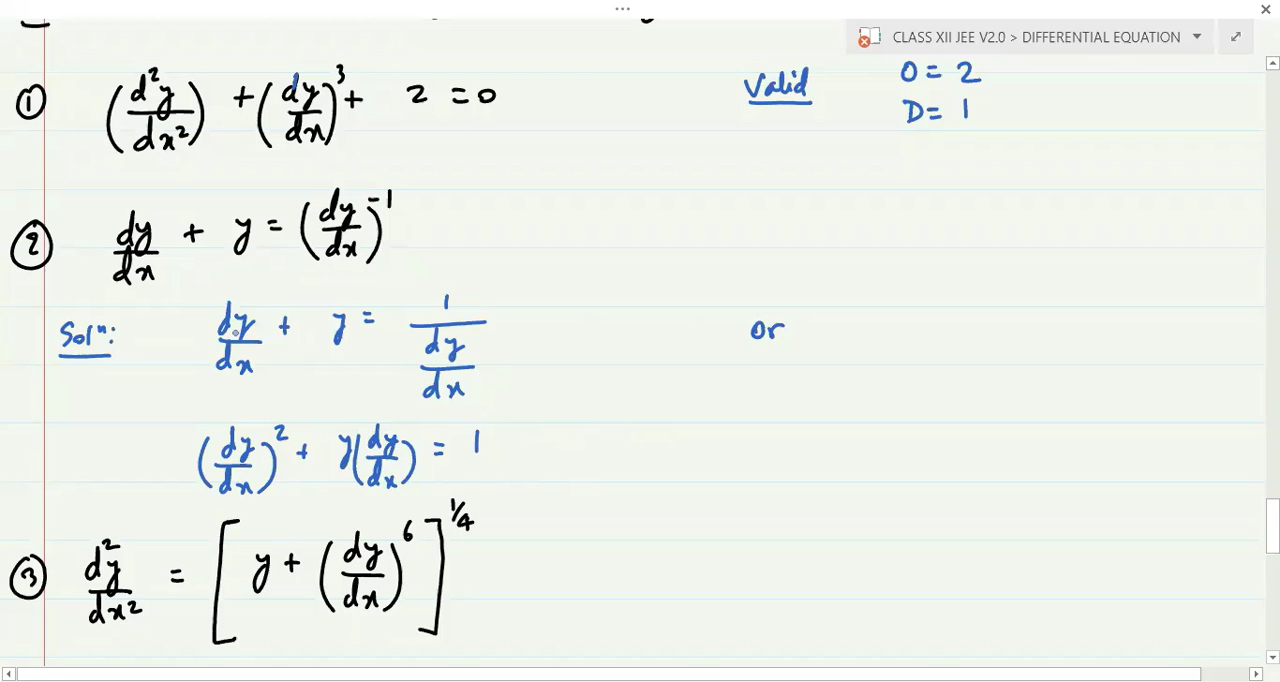 CLASS XII JEE V2.0 > DIFFERENTIAL EQUATION
① (d²y/dx²) + (dy/dx)³ + 2 = 0 Valid O = 2
D = 1
② dy/dx + y = (dy/dx)⁻¹
Solⁿ: dy/dx + y = 1/(dy/dx) or
(dy/dx)² + y(dy/dx) = 1
③ d²y/dx² = [y + (dy/dx)⁶]^1/4